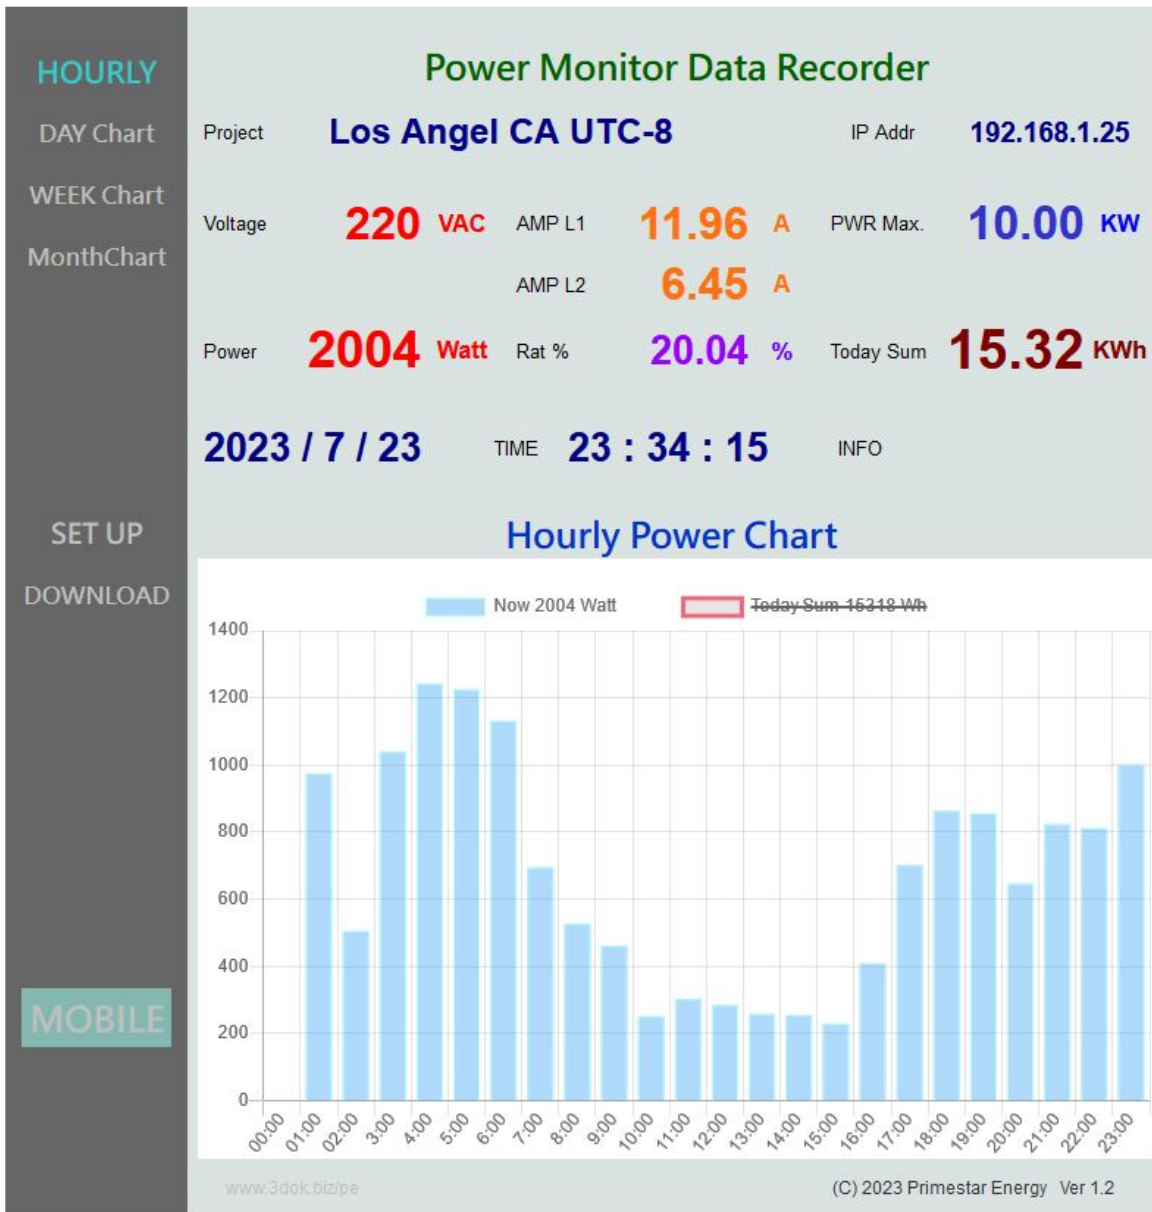 HOURLY
DAY Chart
WEEK Chart
MonthChart
SET UP
DOWNLOAD
MOBILE
Power Monitor Data Recorder
Project Los Angel CA UTC-8 IP Addr 192.168.1.25
Voltage 220 VAC AMP L1 11.96 A PWR Max. 10.00 KW
AMP L2 6.45 A
Power 2004 Watt Rat % 20.04 % Today Sum 15.32 KWh
2023 / 7 / 23 TIME 23 : 34 : 15 INFO
Hourly Power Chart
Now 2004 Watt Today Sum 15318 Wh
1400
1200
1000
800
600
400
200
0
00:00 01:00 02:00 3:00 4:00 5:00 6:00 7:00 8:00 9:00 10:00 11:00 12:00 13:00 14:00 15:00 16:00 17:00 18:00 19:00 20:00 21:00 22:00 23:00
www.3dok.biz/pe (C) 2023 Primestar Energy Ver 1.2